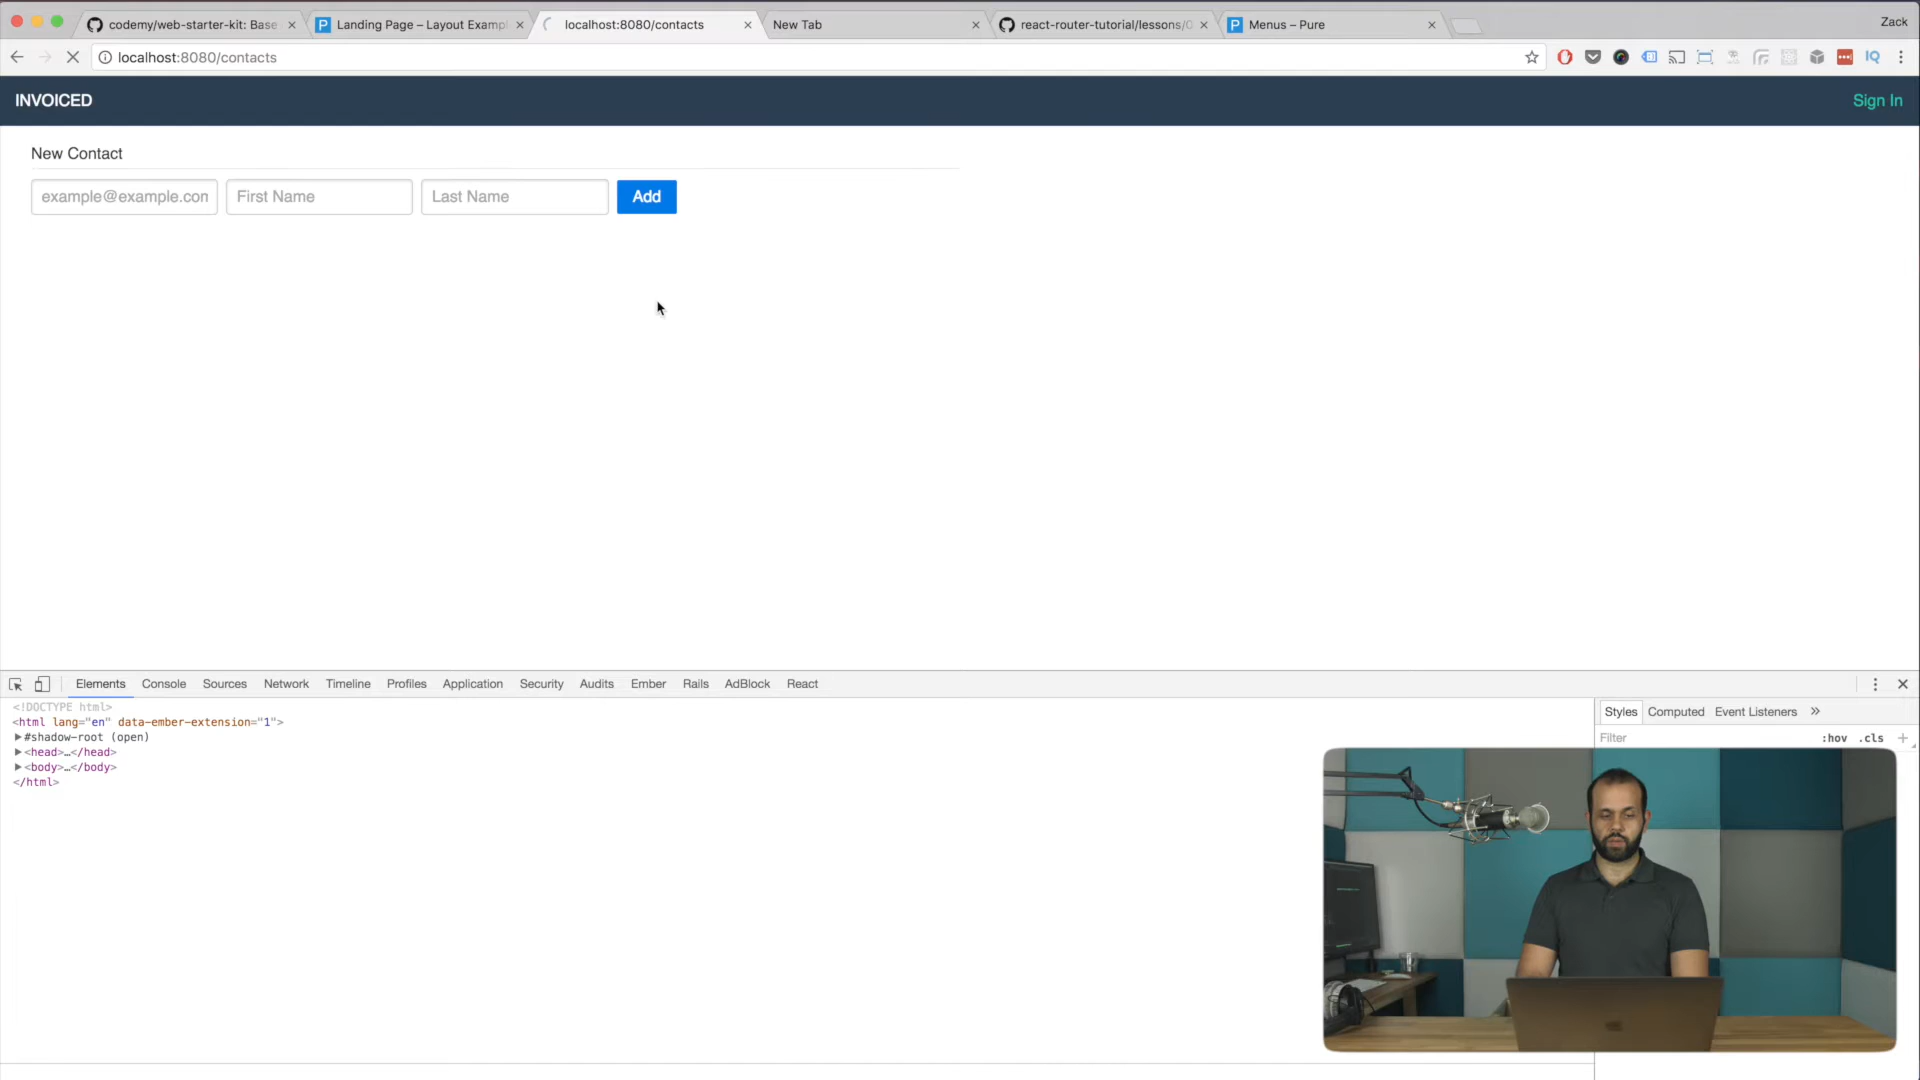 codemy/web-starter-kit: Base
Landing Page – Layout Exampl
localhost:8080/contacts
New Tab
react-router-tutorial/lessons/0
Menus – Pure
Zack
localhost:8080/contacts
IQ
INVOICED
Sign In
New Contact
example@example.con
First Name
Last Name
Add
Elements
Console
Sources
Network
Timeline
Profiles
Application
Security
Audits
Ember
Rails
AdBlock
React
<!DOCTYPE html>
<html lang="en" data-ember-extension="1">
#shadow-root (open)
<head>…</head>
<body>…</body>
</html>
Styles
Computed
Event Listeners
»
Filter
:hov
.cls
+